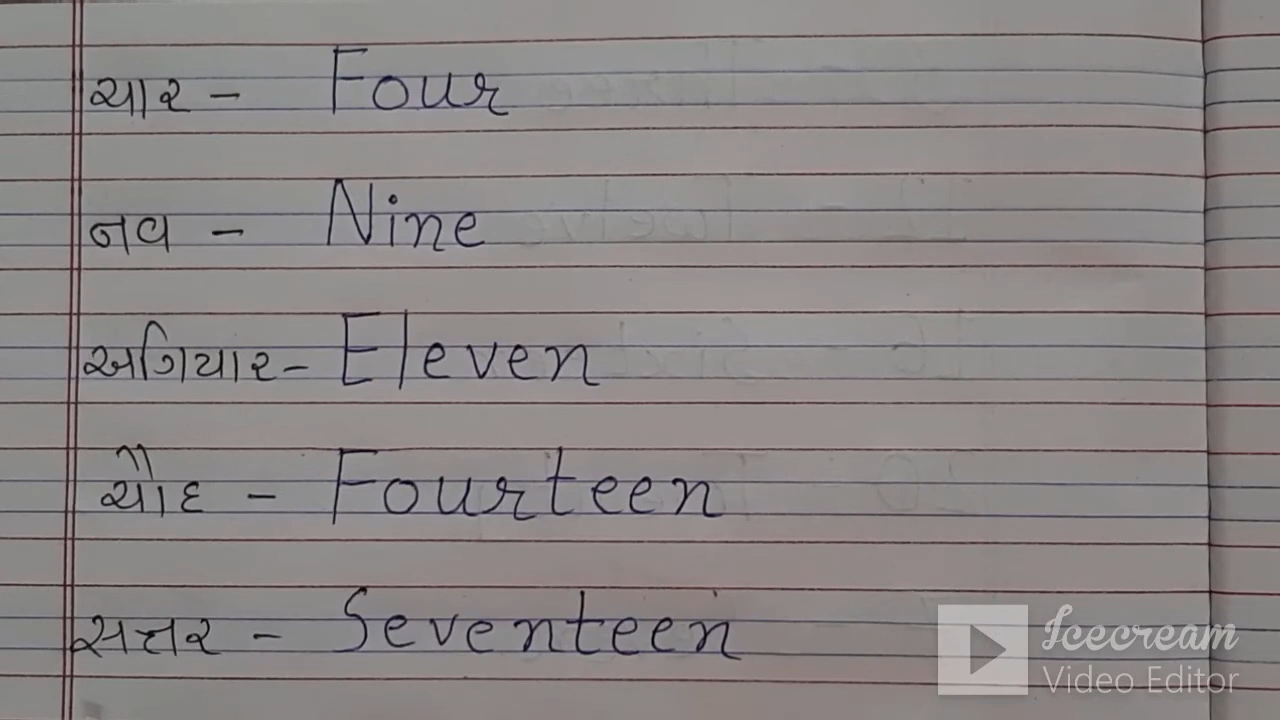 ચાર - Four
નવ - Nine
અગિયાર - Eleven
ચૌદ - Fourteen
સત્તર - Seventeen
Icecream
Video Editor